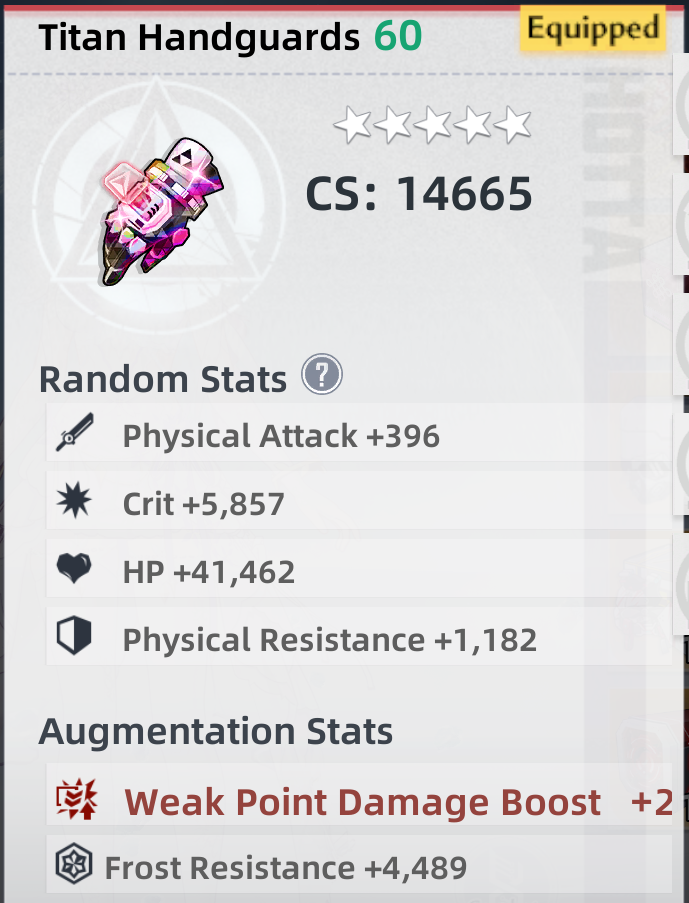 Titan Handguards 60
Equipped
CS: 14665
Random Stats ?
Physical Attack +396
Crit +5,857
HP +41,462
Physical Resistance +1,182
Augmentation Stats
Weak Point Damage Boost +2
Frost Resistance +4,489